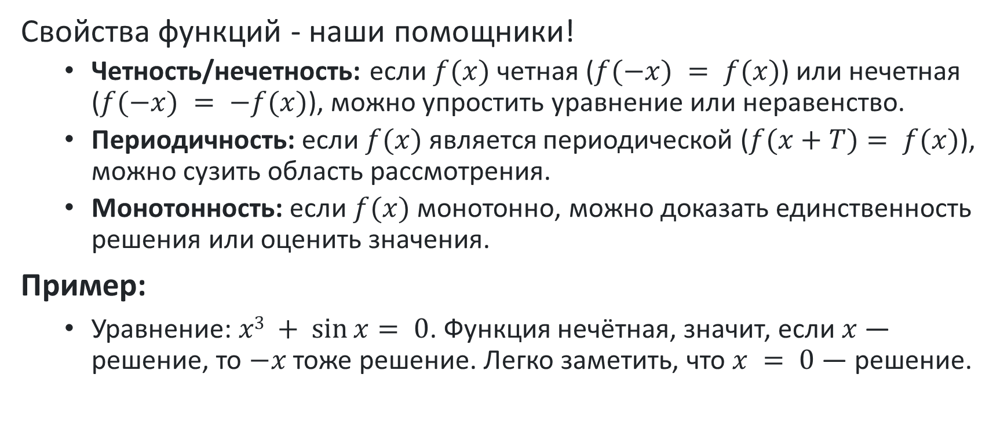 Свойства функций - наши помощники!
• Четность/нечетность: если f(x) четная (f(−x) = f(x)) или нечетная
(f(−x) = −f(x)), можно упростить уравнение или неравенство.
• Периодичность: если f(x) является периодической (f(x + T) = f(x)),
можно сузить область рассмотрения.
• Монотонность: если f(x) монотонно, можно доказать единственность
решения или оценить значения.
Пример:
• Уравнение: x³ + sin x = 0. Функция нечётная, значит, если x —
решение, то −x тоже решение. Легко заметить, что x = 0 — решение.